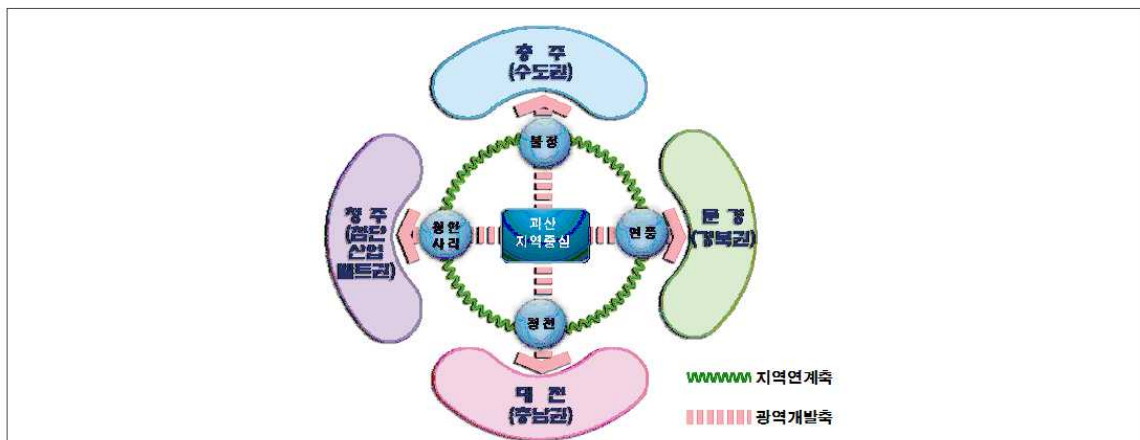 충 주
(수도권)
불정
청 주
(첨단
산업
벨트권)
청안
사리
괴산
지역중심
연풍
문 경
(경북권)
청천
대 전
(충남권)
지역연계축
광역개발축